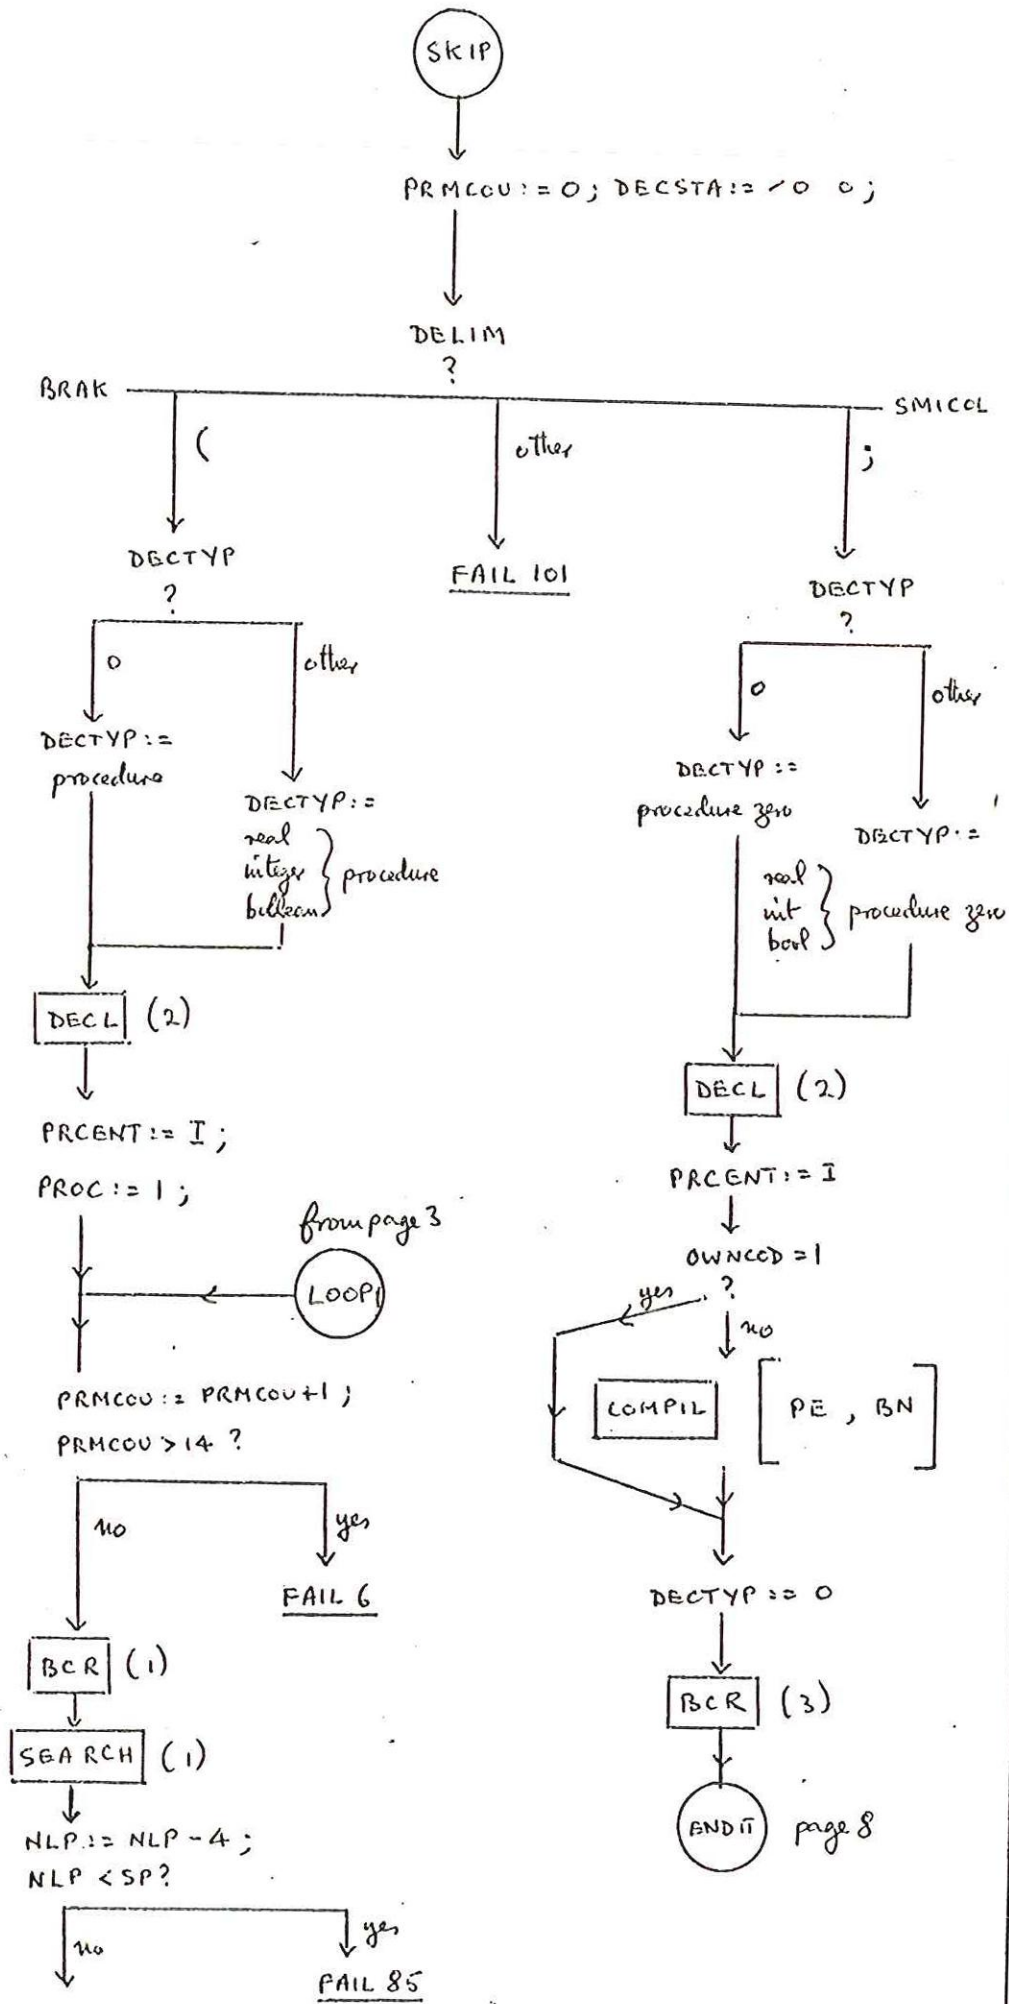 SKIP
PRMCOU := 0 ; DECSTA := /0 0 ;
DELIM
?
BRAK
SMICOL
(
other
;
DECTYP
?
FAIL 101
DECTYP
?
0
other
0
other
DECTYP :=
procedure
DECTYP :=
real
integer
boolean
} procedure
DECTYP :=
procedure zero
DECTYP :=
real
int
bool
} procedure zero
DECL (2)
DECL (2)
PRCENT := I ;
PROC := 1 ;
PRCENT := I
from page 3
LOOP1
OWNCOD = 1
?
yes
no
COMPIL [ PE , BN ]
PRMCOU := PRMCOU + 1 ;
PRMCOU > 14 ?
no
yes
FAIL 6
DECTYP := 0
BCR (1)
BCR (3)
SEARCH (1)
NLP := NLP - 4 ;
NLP < SP ?
ENDIT page 8
no
yes
FAIL 85